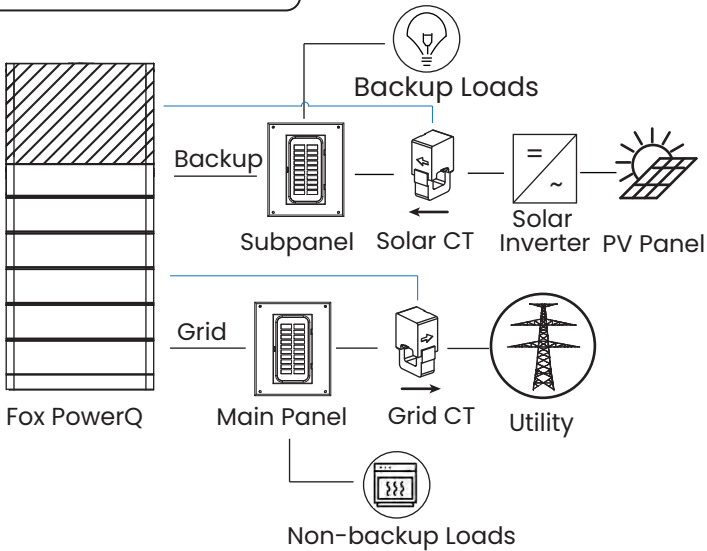 Backup Loads
Backup
Subpanel
Solar CT
Solar
Inverter
PV Panel
Grid
Fox PowerQ
Main Panel
Grid CT
Utility
Non-backup Loads